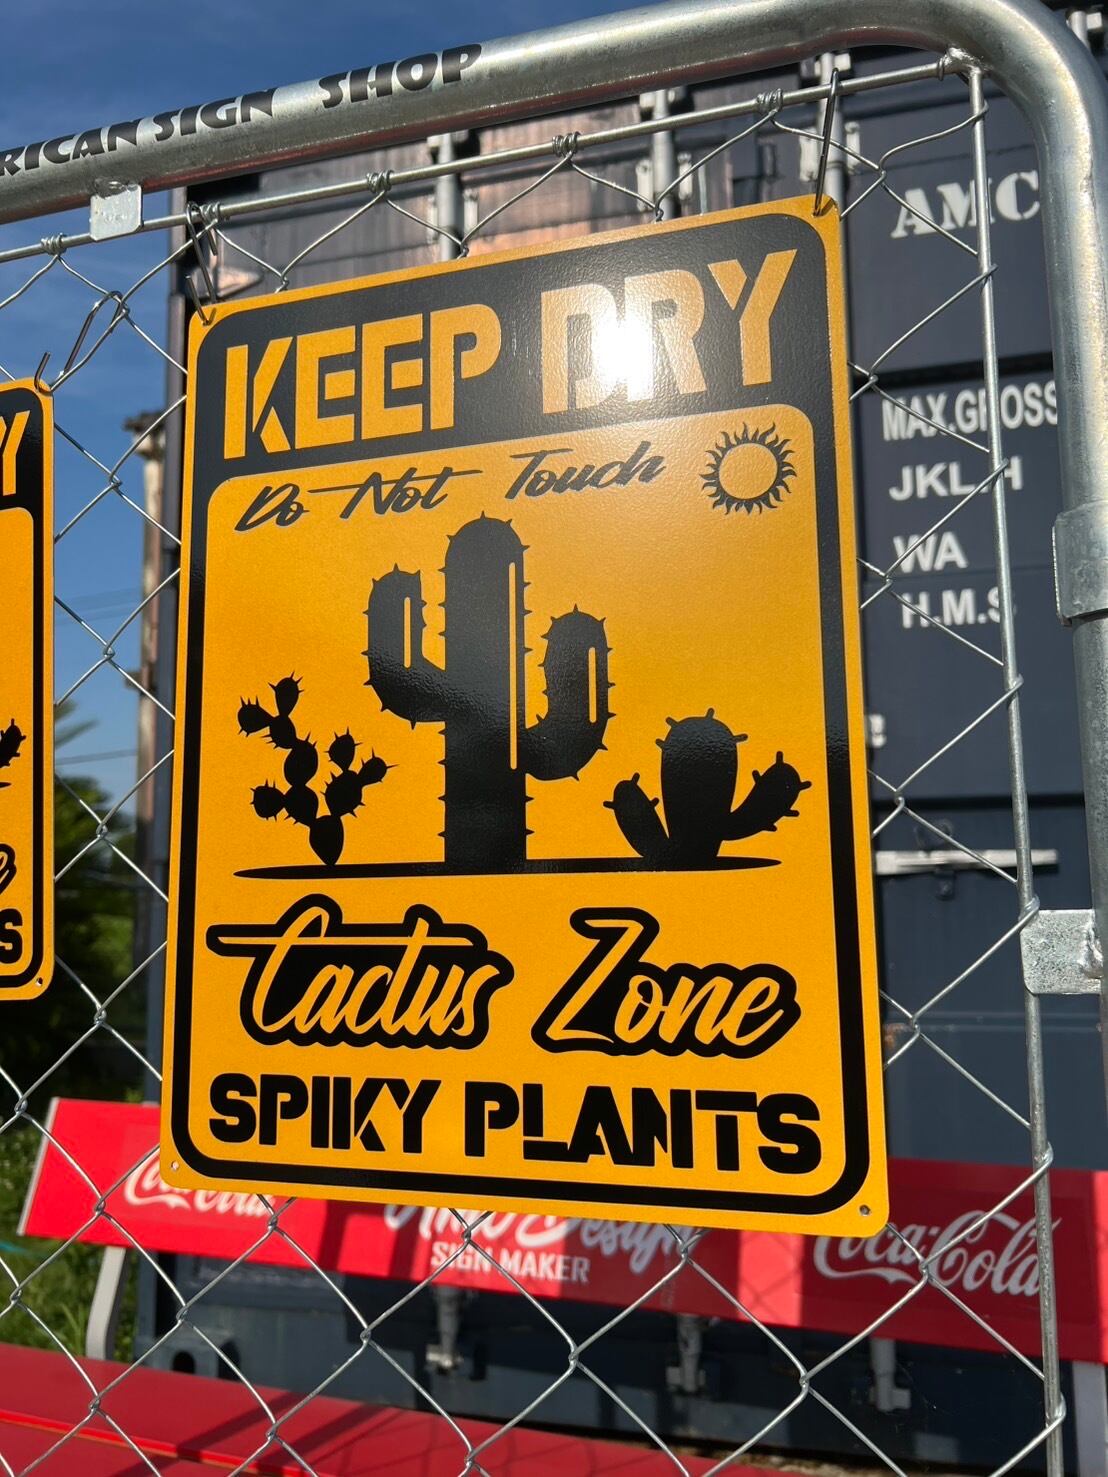 RICAN SIGN SHOP
KEEP DRY
Do Not Touch
Cactus Zone
SPIKY PLANTS
Y
S
AMC
MAX.GROSS
WA
H.M.S
Coca-Cola
SIGN MAKER
Coca-Cola